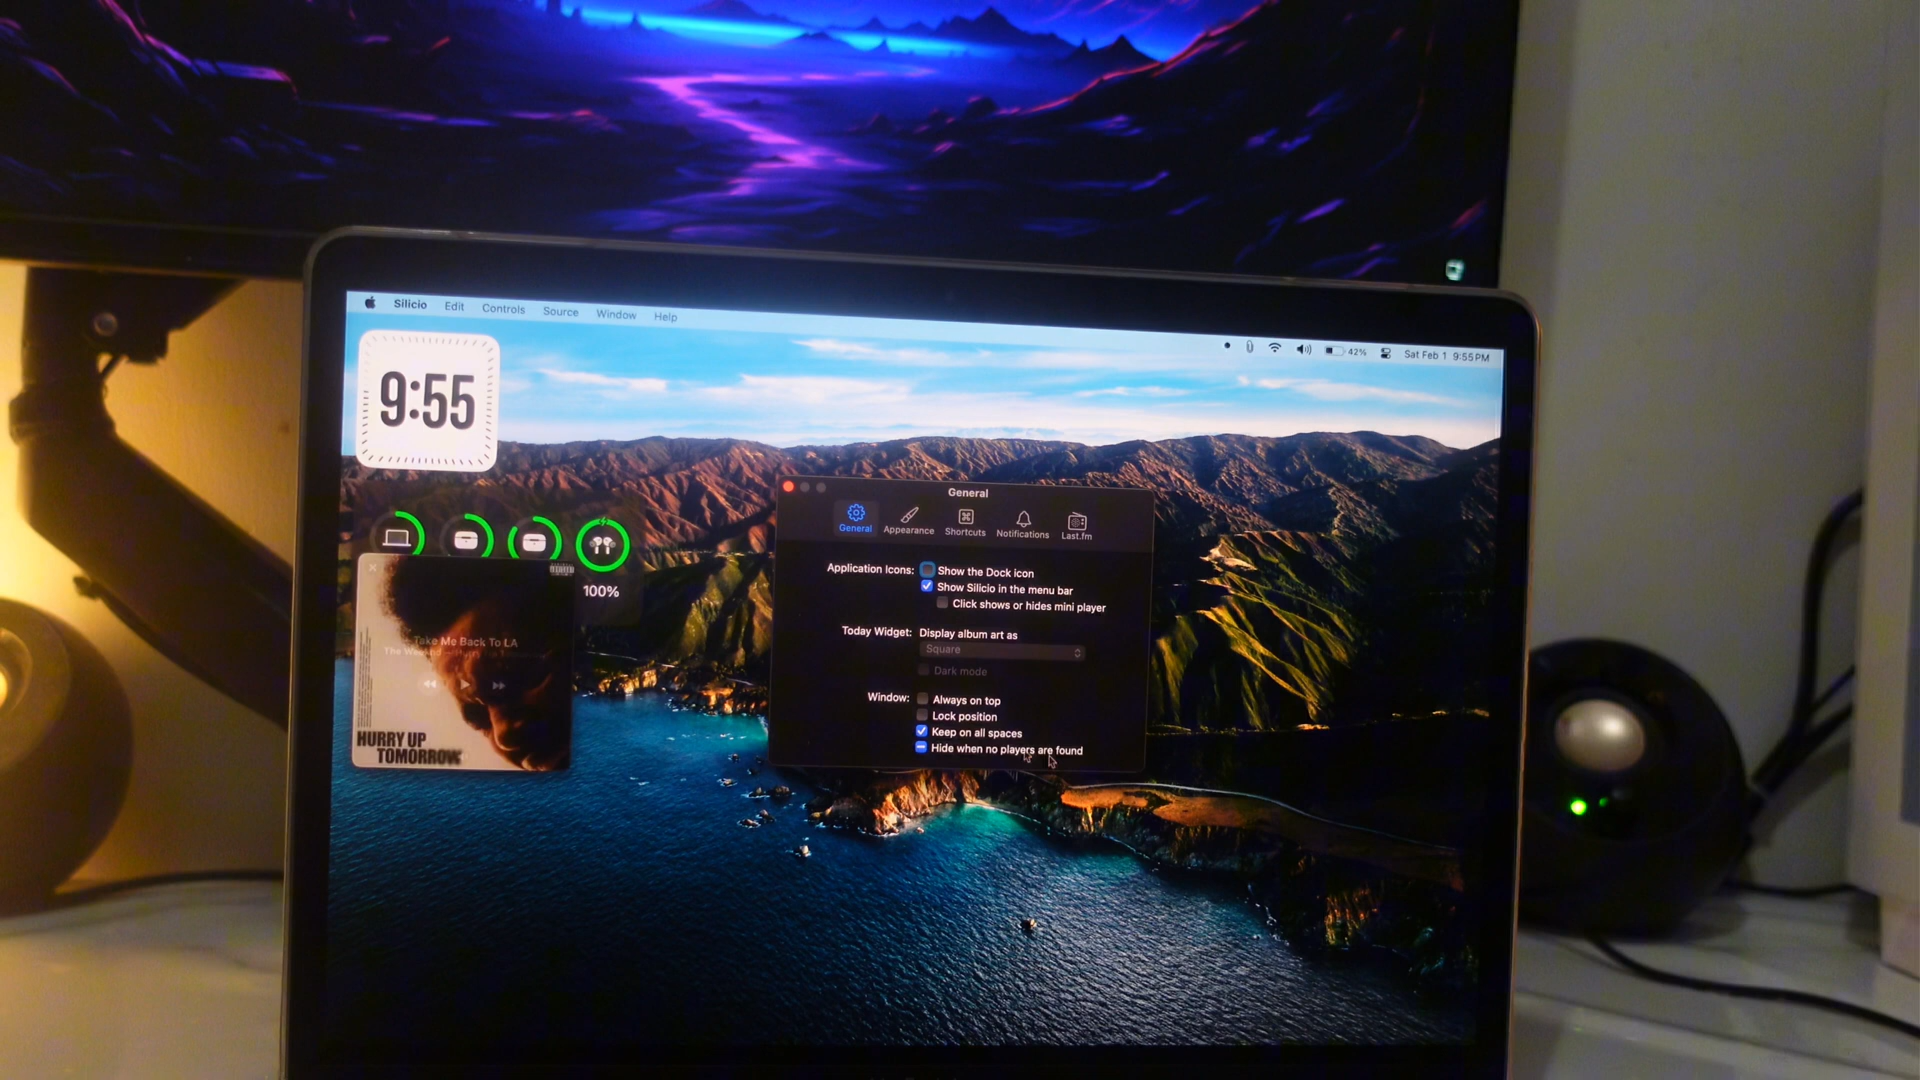 Silicio Edit Controls Source Window Help
42% Sat Feb 1 9:55 PM
9:55
100%
Take Me Back To LA
The Weeknd
HURRY UP
TOMORROW
General
General Appearance Shortcuts Notifications Last.fm
Application Icons: Show the Dock icon
Show Silicio in the menu bar
Click shows or hides mini player
Today Widget: Display album art as
Square
Dark mode
Window: Always on top
Lock position
Keep on all spaces
Hide when no players are found